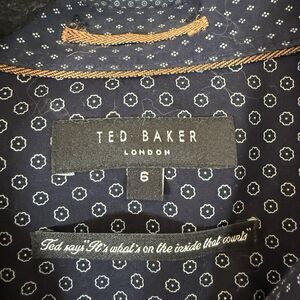 TED BAKER
LONDON
6
Ted says "It's what's on the inside that counts"